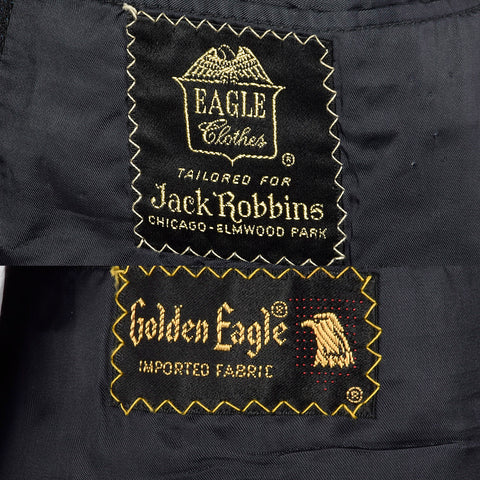 EAGLE
Clothes
®
TAILORED FOR
Jack Robbins
CHICAGO-ELMWOOD PARK
Golden Eagle®
IMPORTED FABRIC
®